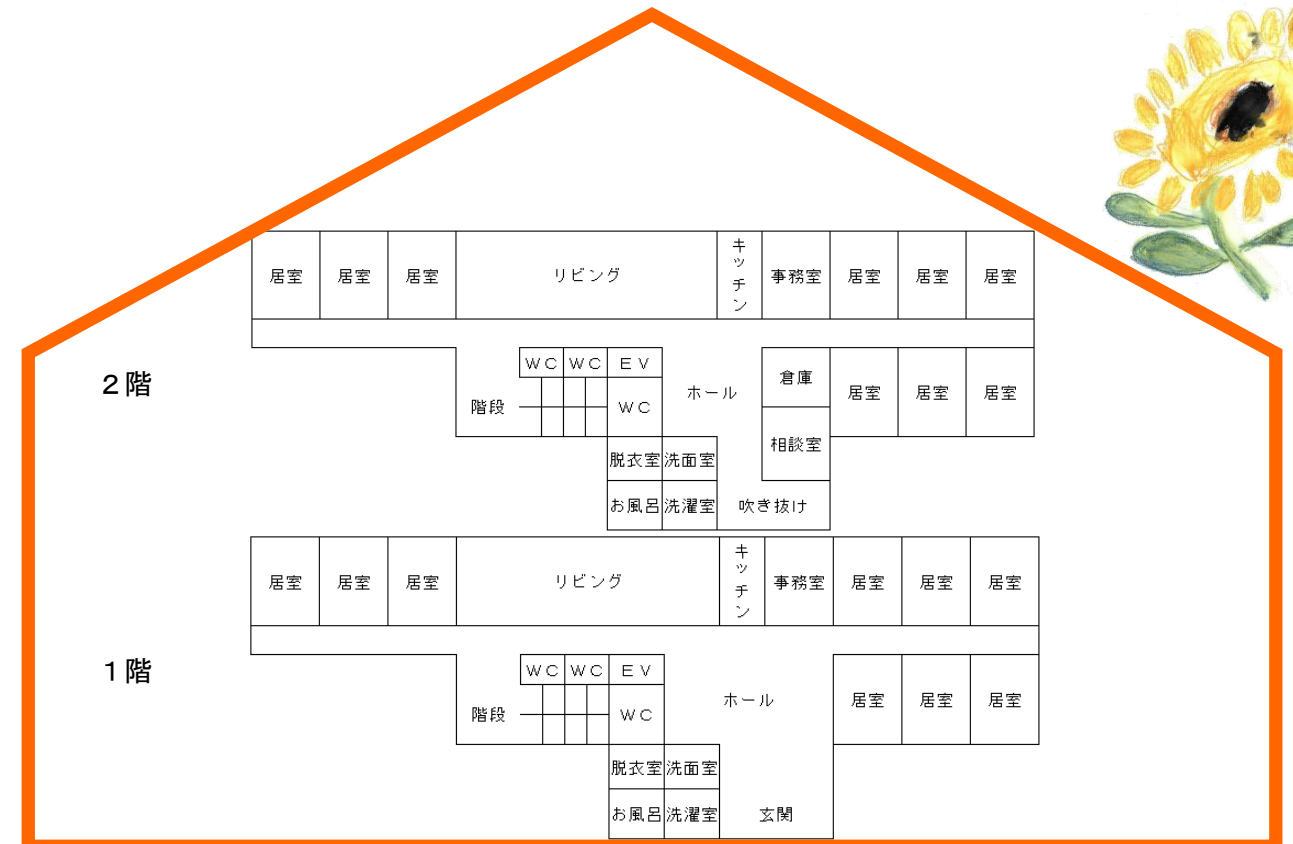 居室 居室 居室 リビング キッチン 事務室 居室 居室 居室
2階
WC WC EV
階段 WC ホール 倉庫 居室 居室 居室
相談室
脱衣室 洗面室
お風呂 洗濯室 吹き抜け
居室 居室 居室 リビング キッチン 事務室 居室 居室 居室
1階
WC WC EV
階段 WC ホール 居室 居室 居室
脱衣室 洗面室
お風呂 洗濯室 玄関